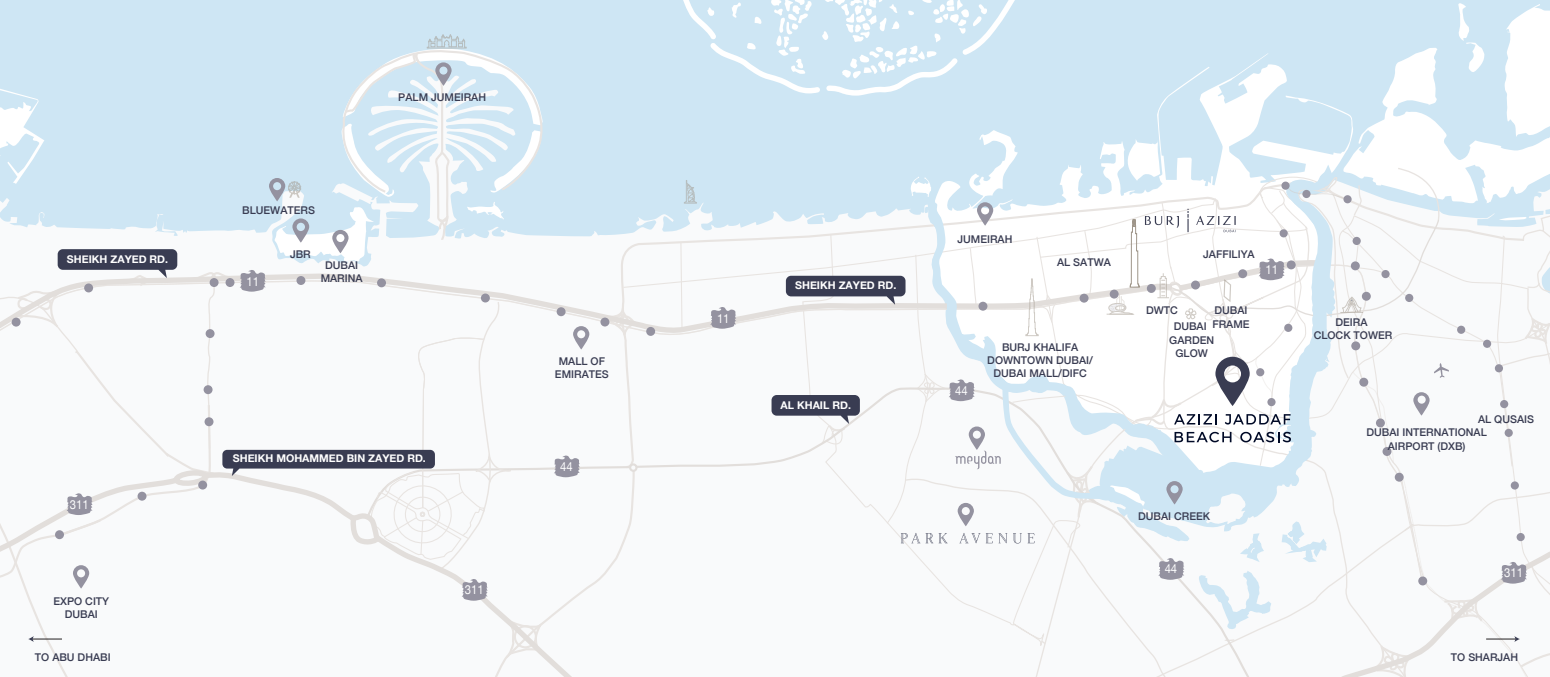 PALM JUMEIRAH
BLUEWATERS
JBR
DUBAI
MARINA
SHEIKH ZAYED RD.
11
MALL OF
EMIRATES
11
SHEIKH ZAYED RD.
JUMEIRAH
BURJ AZIZI
DUBAI
AL SATWA
JAFFILIYA
11
DWTC
DUBAI
GARDEN
GLOW
DUBAI
FRAME
DEIRA
CLOCK TOWER
BURJ KHALIFA
DOWNTOWN DUBAI/
DUBAI MALL/DIFC
AL KHAIL RD.
44
AZIZI JADDAF
BEACH OASIS
DUBAI INTERNATIONAL
AIRPORT (DXB)
AL QUSAIS
SHEIKH MOHAMMED BIN ZAYED RD.
44
meydan
311
DUBAI CREEK
PARK AVENUE
44
311
311
EXPO CITY
DUBAI
TO ABU DHABI
TO SHARJAH